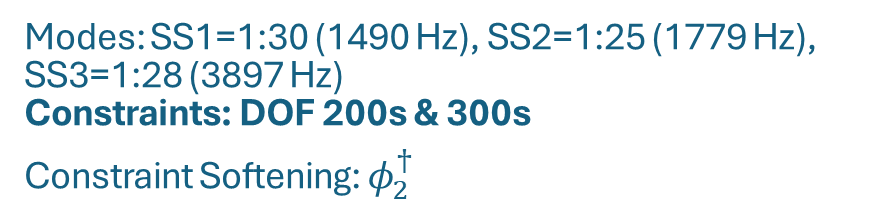 Modes: SS1=1:30 (1490 Hz), SS2=1:25 (1779 Hz),
SS3=1:28 (3897 Hz)
Constraints: DOF 200s & 300s
Constraint Softening: ϕ₂†